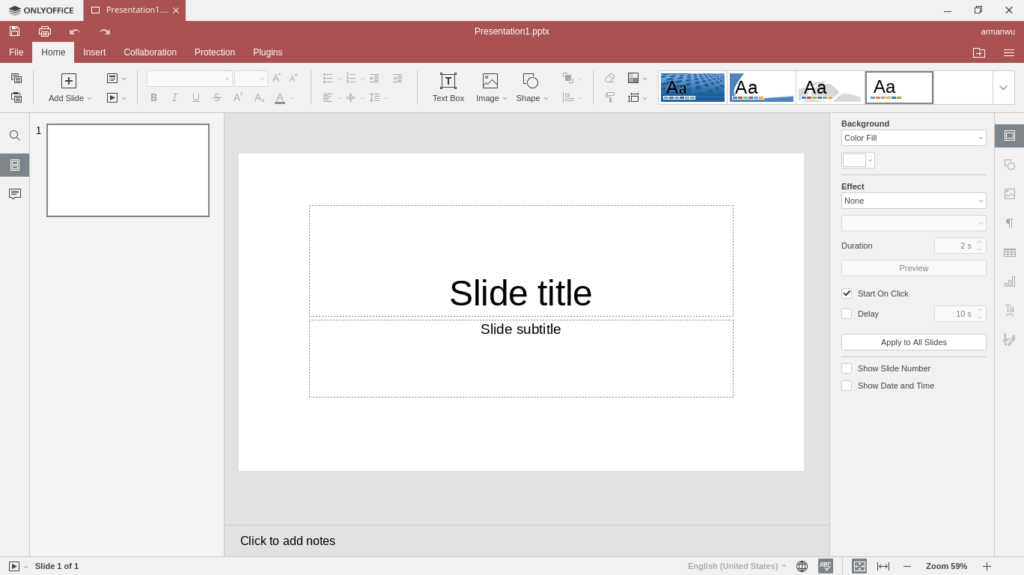 ONLYOFFICE
Presentation1....
Presentation1.pptx
armanwu
File Home Insert Collaboration Protection Plugins
Add Slide
B I U S A A A
Text Box Image Shape
Aa Aa Aa Aa
1
Slide title
Slide subtitle
Click to add notes
Background
Color Fill
Effect
None
Duration 2 s
Preview
Start On Click
Delay 10 s
Apply to All Slides
Show Slide Number
Show Date and Time
Slide 1 of 1
English (United States)
ABC
Zoom 59%